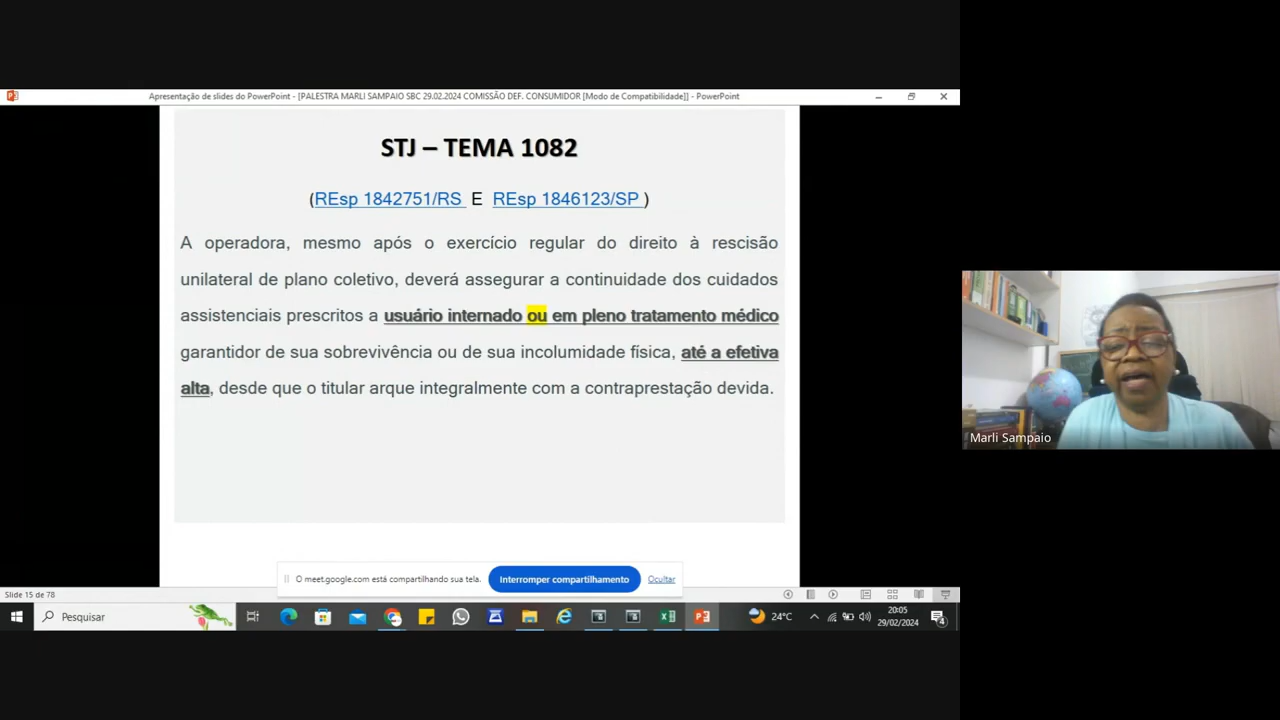 Apresentação de slides do PowerPoint - [PALESTRA MARLI SAMPAIO SBC 29.02.2024 COMISSÃO DEF. CONSUMIDOR [Modo de Compatibilidade]] - PowerPoint
STJ – TEMA 1082
(REsp 1842751/RS E REsp 1846123/SP )
A operadora, mesmo após o exercício regular do direito à rescisão
unilateral de plano coletivo, deverá assegurar a continuidade dos cuidados
assistenciais prescritos a usuário internado ou em pleno tratamento médico
garantidor de sua sobrevivência ou de sua incolumidade física, até a efetiva
alta, desde que o titular arque integralmente com a contraprestação devida.
Marli Sampaio
O meet.google.com está compartilhando sua tela.
Interromper compartilhamento
Ocultar
Slide 15 de 78
Pesquisar
24°C
20:05
29/02/2024
4